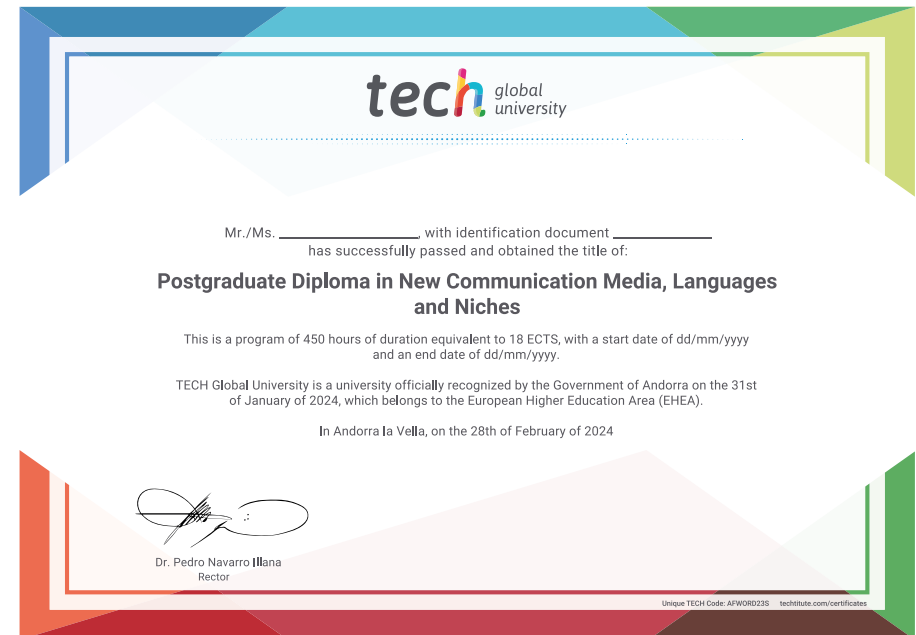 tech global university
Mr./Ms. ____________, with identification document ____________
has successfully passed and obtained the title of:
Postgraduate Diploma in New Communication Media, Languages
and Niches
This is a program of 450 hours of duration equivalent to 18 ECTS, with a start date of dd/mm/yyyy
and an end date of dd/mm/yyyy.
TECH Global University is a university officially recognized by the Government of Andorra on the 31st
of January of 2024, which belongs to the European Higher Education Area (EHEA).
In Andorra la Vella, on the 28th of February of 2024
Dr. Pedro Navarro Illana
Rector
Unique TECH Code: AFWORD23S techtitute.com/certificates